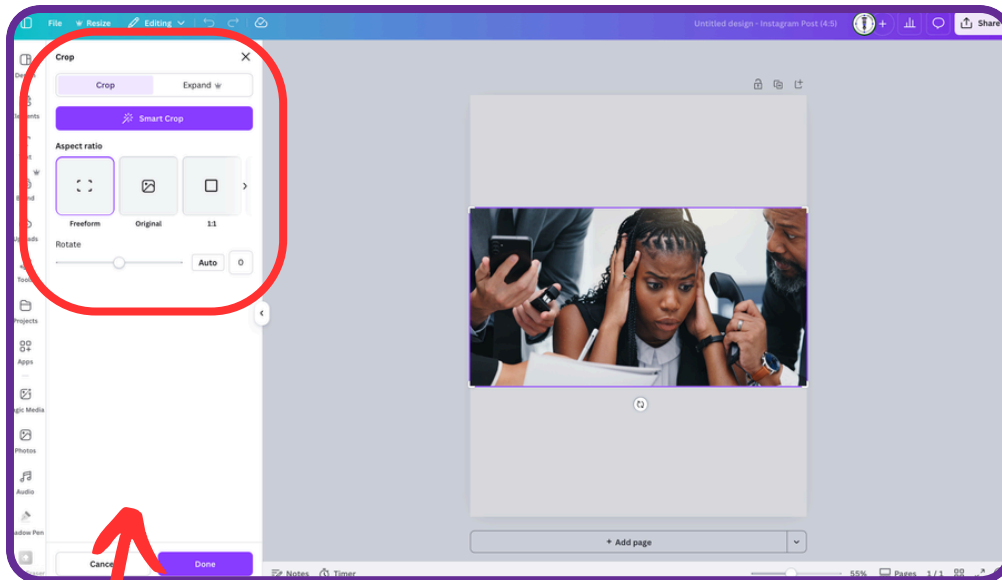 File Resize Editing Untitled design - Instagram Post (4:5) + Share
Crop
Crop Expand
Smart Crop
Aspect ratio
Freeform Original 1:1
Rotate
Auto 0
Projects
Apps
Photos
Audio
Done
+ Add page
Notes Timer 55% Pages 1/1